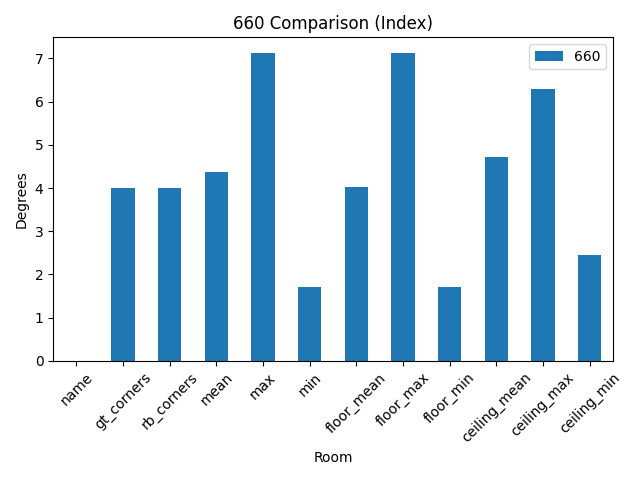 660 Comparison (Index)
660
Degrees
7
6
5
4
3
2
1
0
name
gt_corners
rb_corners
mean
max
min
floor_mean
floor_max
floor_min
ceiling_mean
ceiling_max
ceiling_min
Room